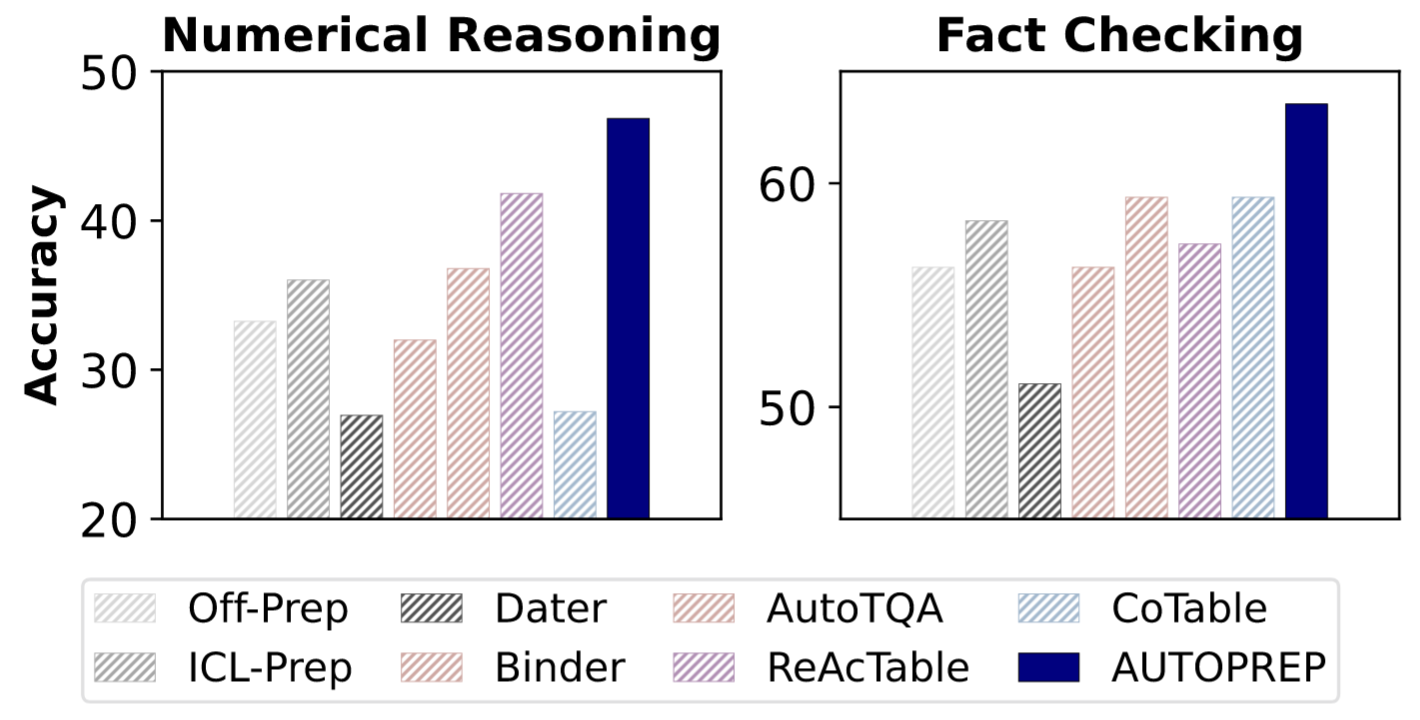 Numerical Reasoning
Fact Checking
Accuracy
50
40
30
20
60
50
Off-Prep
Dater
AutoTQA
CoTable
ICL-Prep
Binder
ReAcTable
AUTOPREP